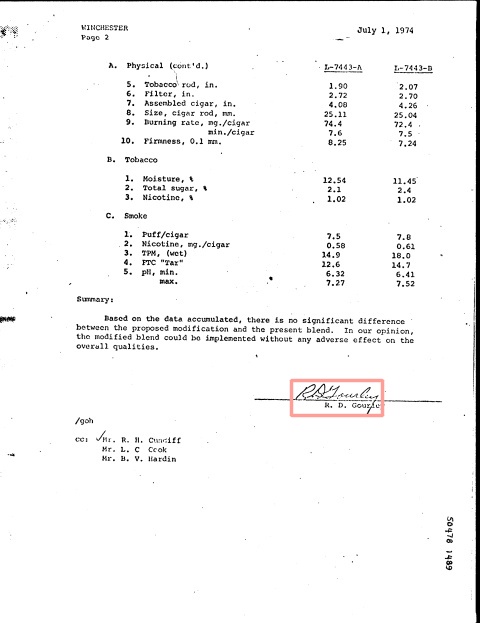 WINCHESTER
Page 2
July 1, 1974
A. Physical (cont'd.) L-7443-A L-7443-B
5. Tobacco rod, in. 1.90 2.07
6. Filter, in. 2.72 2.70
7. Assembled cigar, in. 4.08 4.26
8. Size, cigar rod, mm. 25.11 25.04
9. Burning rate, mg./cigar 74.4 72.4
min./cigar 7.6 7.5
10. Firmness, 0.1 mm. 8.25 7.24
B. Tobacco
1. Moisture, % 12.54 11.45
2. Total sugar, % 2.1 2.4
3. Nicotine, % 1.02 1.02
C. Smoke
1. Puff/cigar 7.5 7.8
2. Nicotine, mg./cigar 0.58 0.61
3. TPM, (wet) 14.9 18.0
4. FTC "Tar" 12.6 14.7
5. pH, min. 6.32 6.41
max. 7.27 7.52
Summary:
Based on the data accumulated, there is no significant difference
between the proposed modification and the present blend. In our opinion,
the modified blend could be implemented without any adverse effect on the
overall qualities.
R. D.
/goh
cc: Mr. R. H. Cundiff
Mr. L. C Cook
Mr. B. V. Hardin
50478 1489